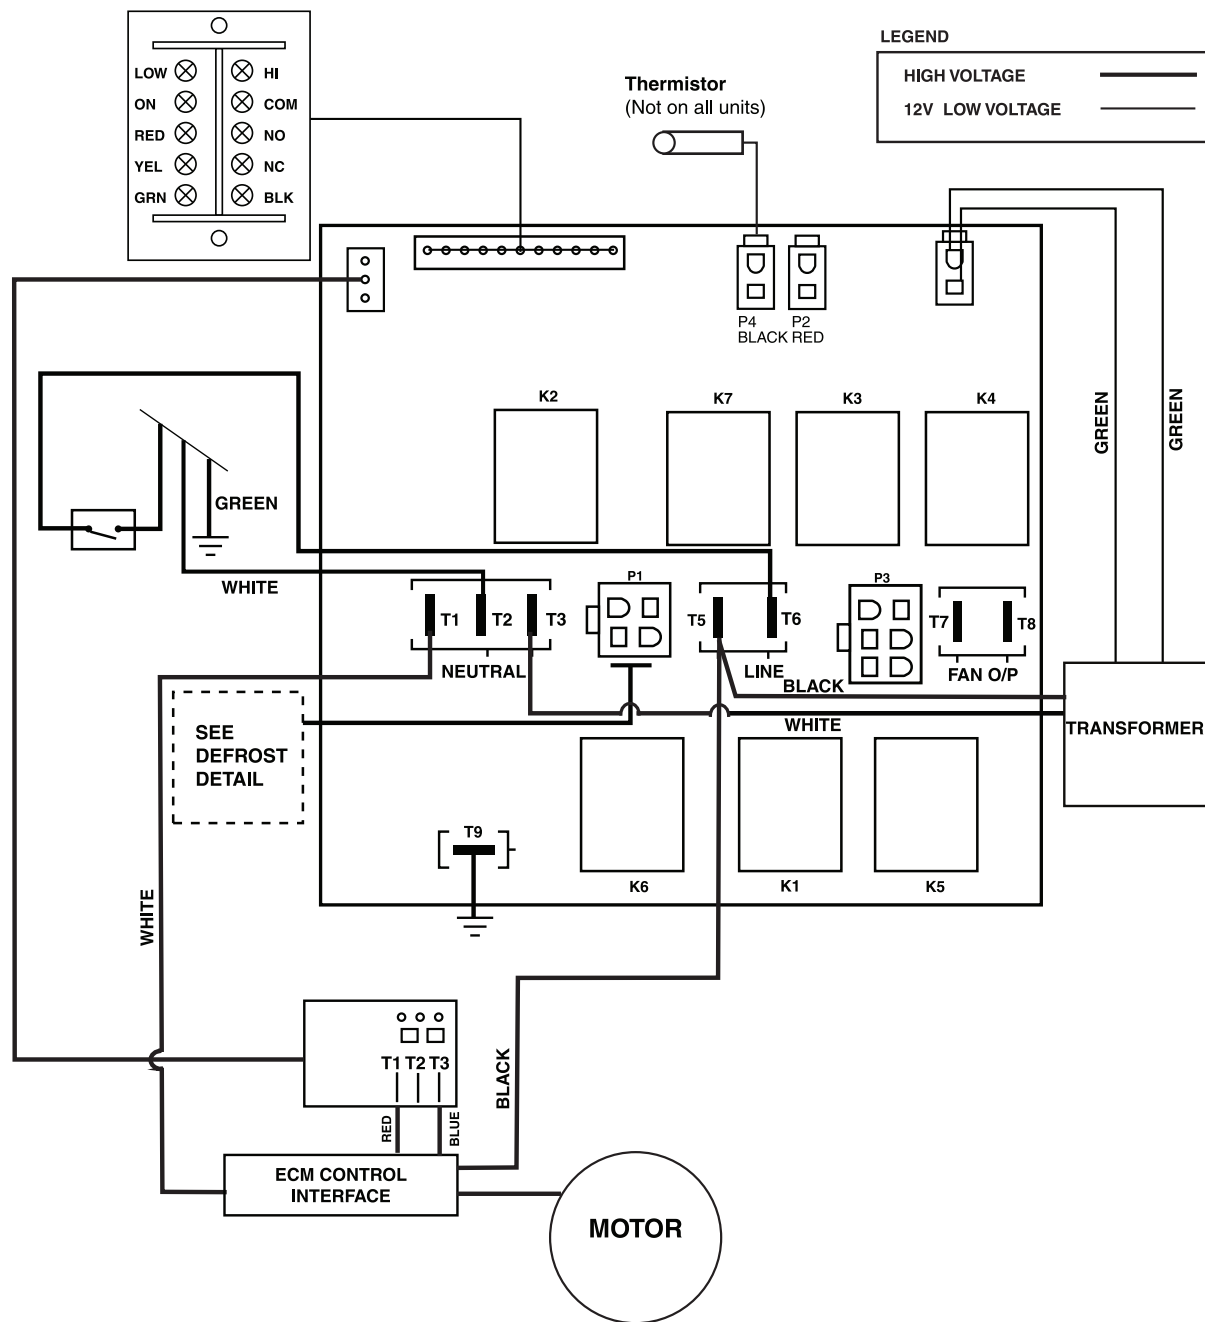 LEGEND
HIGH VOLTAGE
12V LOW VOLTAGE
LOW HI
ON COM
RED NO
YEL NC
GRN BLK
Thermistor
(Not on all units)
P4
BLACK
P2
RED
K2
K7
K3
K4
GREEN
GREEN
GREEN
WHITE
T1
T2
T3
NEUTRAL
P1
T5
T6
LINE
P3
T7
T8
FAN O/P
BLACK
WHITE
TRANSFORMER
SEE
DEFROST
DETAIL
T9
K6
K1
K5
WHITE
BLACK
T1 T2 T3
RED
BLUE
ECM CONTROL
INTERFACE
MOTOR